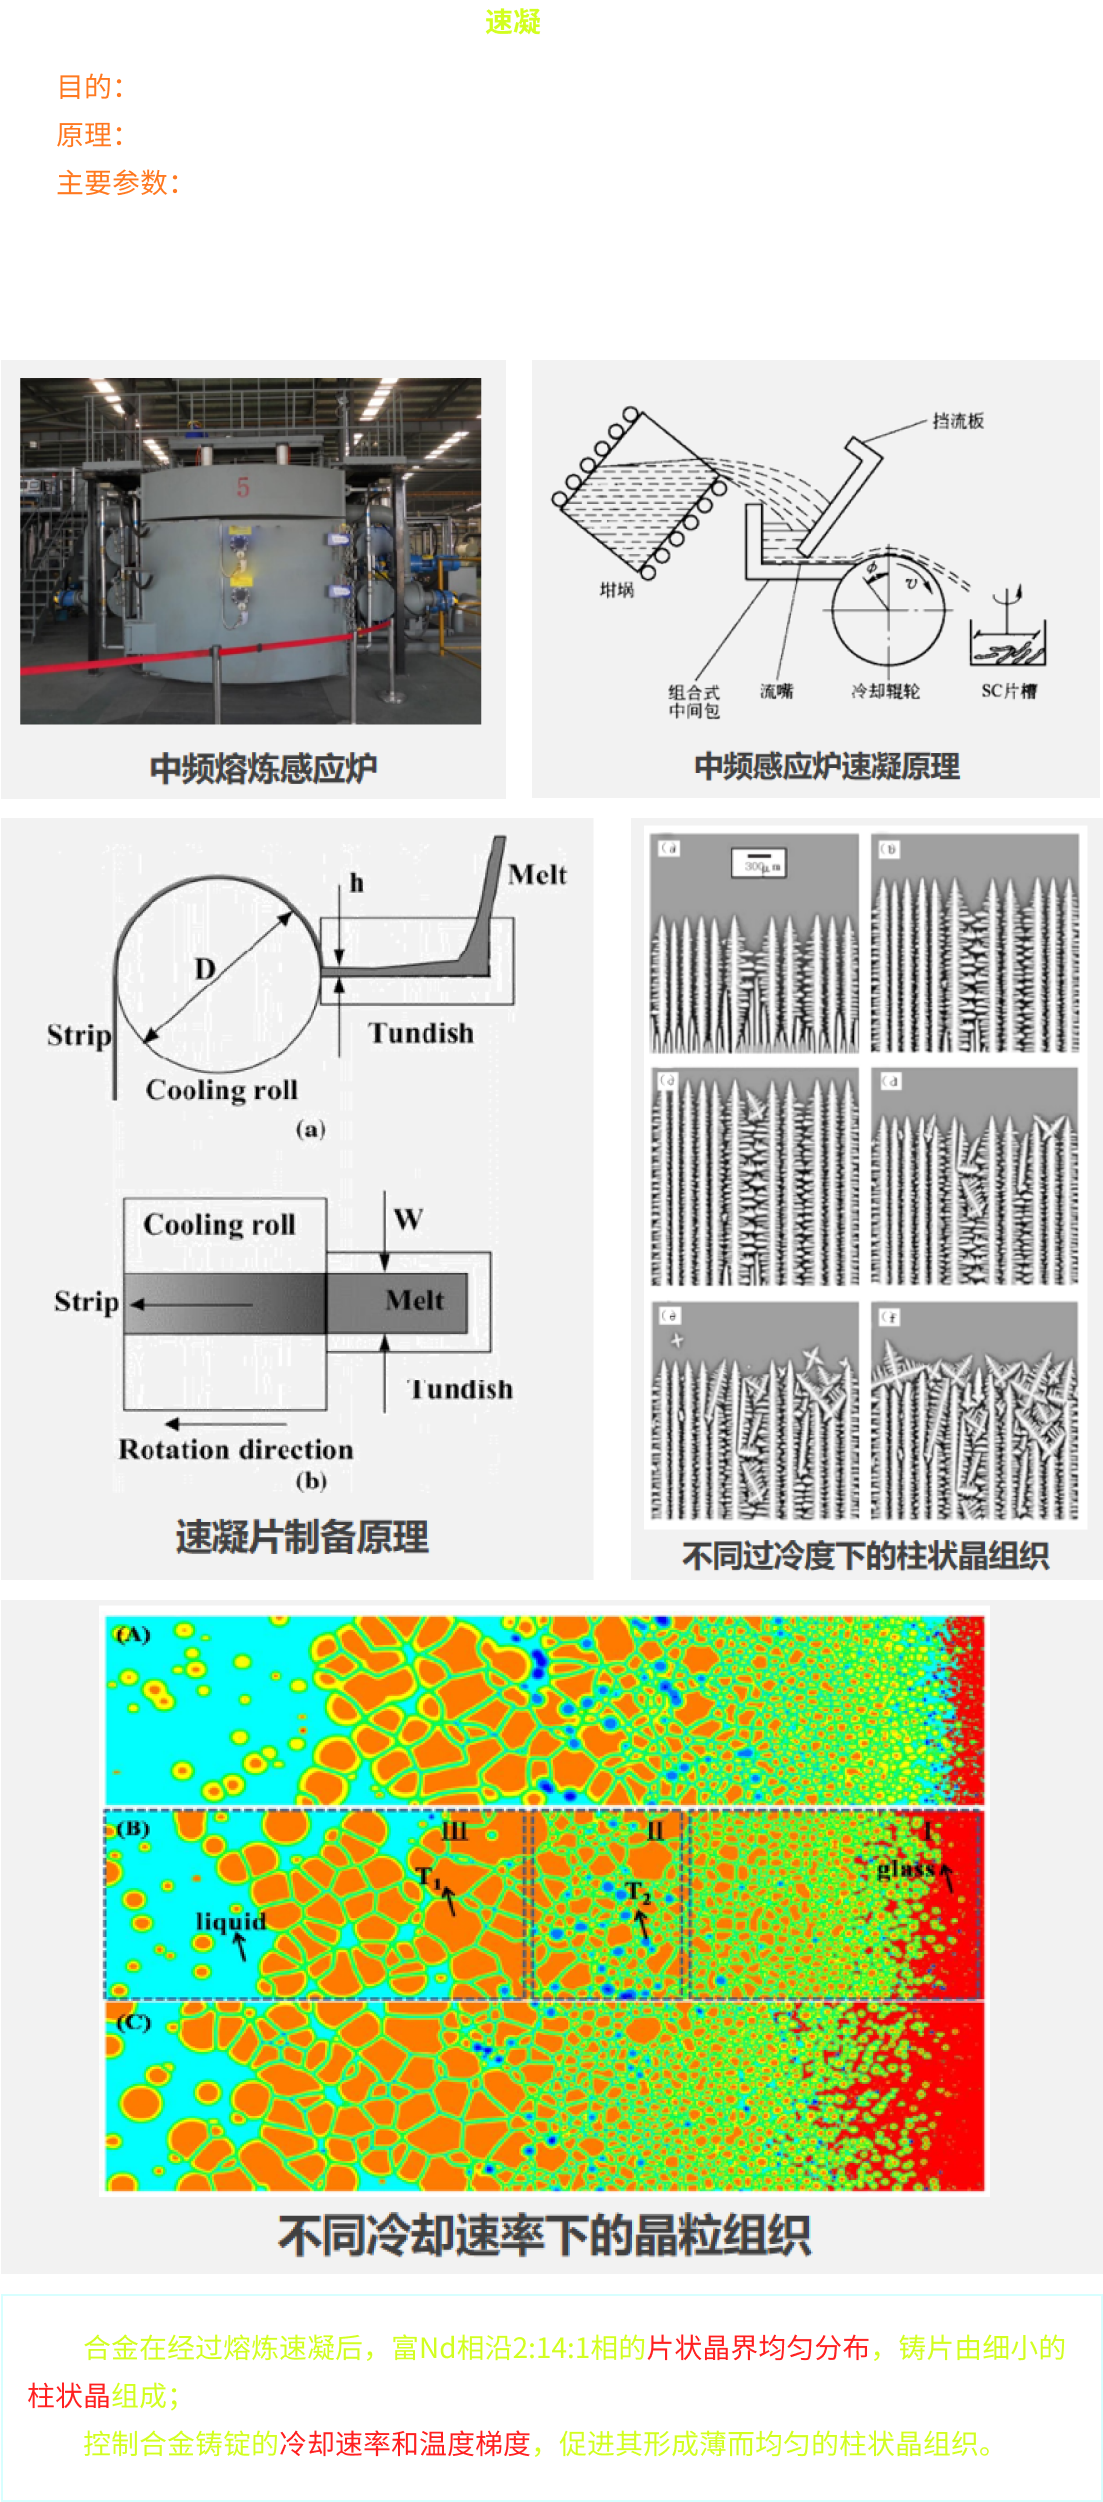 速凝
目的：
原理：
主要参数：
5
中频熔炼感应炉
挡流板
坩埚
φ
v
组合式
中间包
流嘴
冷却辊轮
SC片槽
中频感应炉速凝原理
Melt
h
D
Strip
Tundish
Cooling roll
(a)
Cooling roll
W
Strip
Melt
Tundish
Rotation direction
(b)
速凝片制备原理
(a)
300μm
(b)
(c)
(d)
(e)
(f)
不同过冷度下的柱状晶组织
(A)
(B)
III
II
I
T1
T2
glass
liquid
(C)
不同冷却速率下的晶粒组织
合金在经过熔炼速凝后，富Nd相沿2:14:1相的片状晶界均匀分布，铸片由细小的
柱状晶组成；
控制合金铸锭的冷却速率和温度梯度，促进其形成薄而均匀的柱状晶组织。